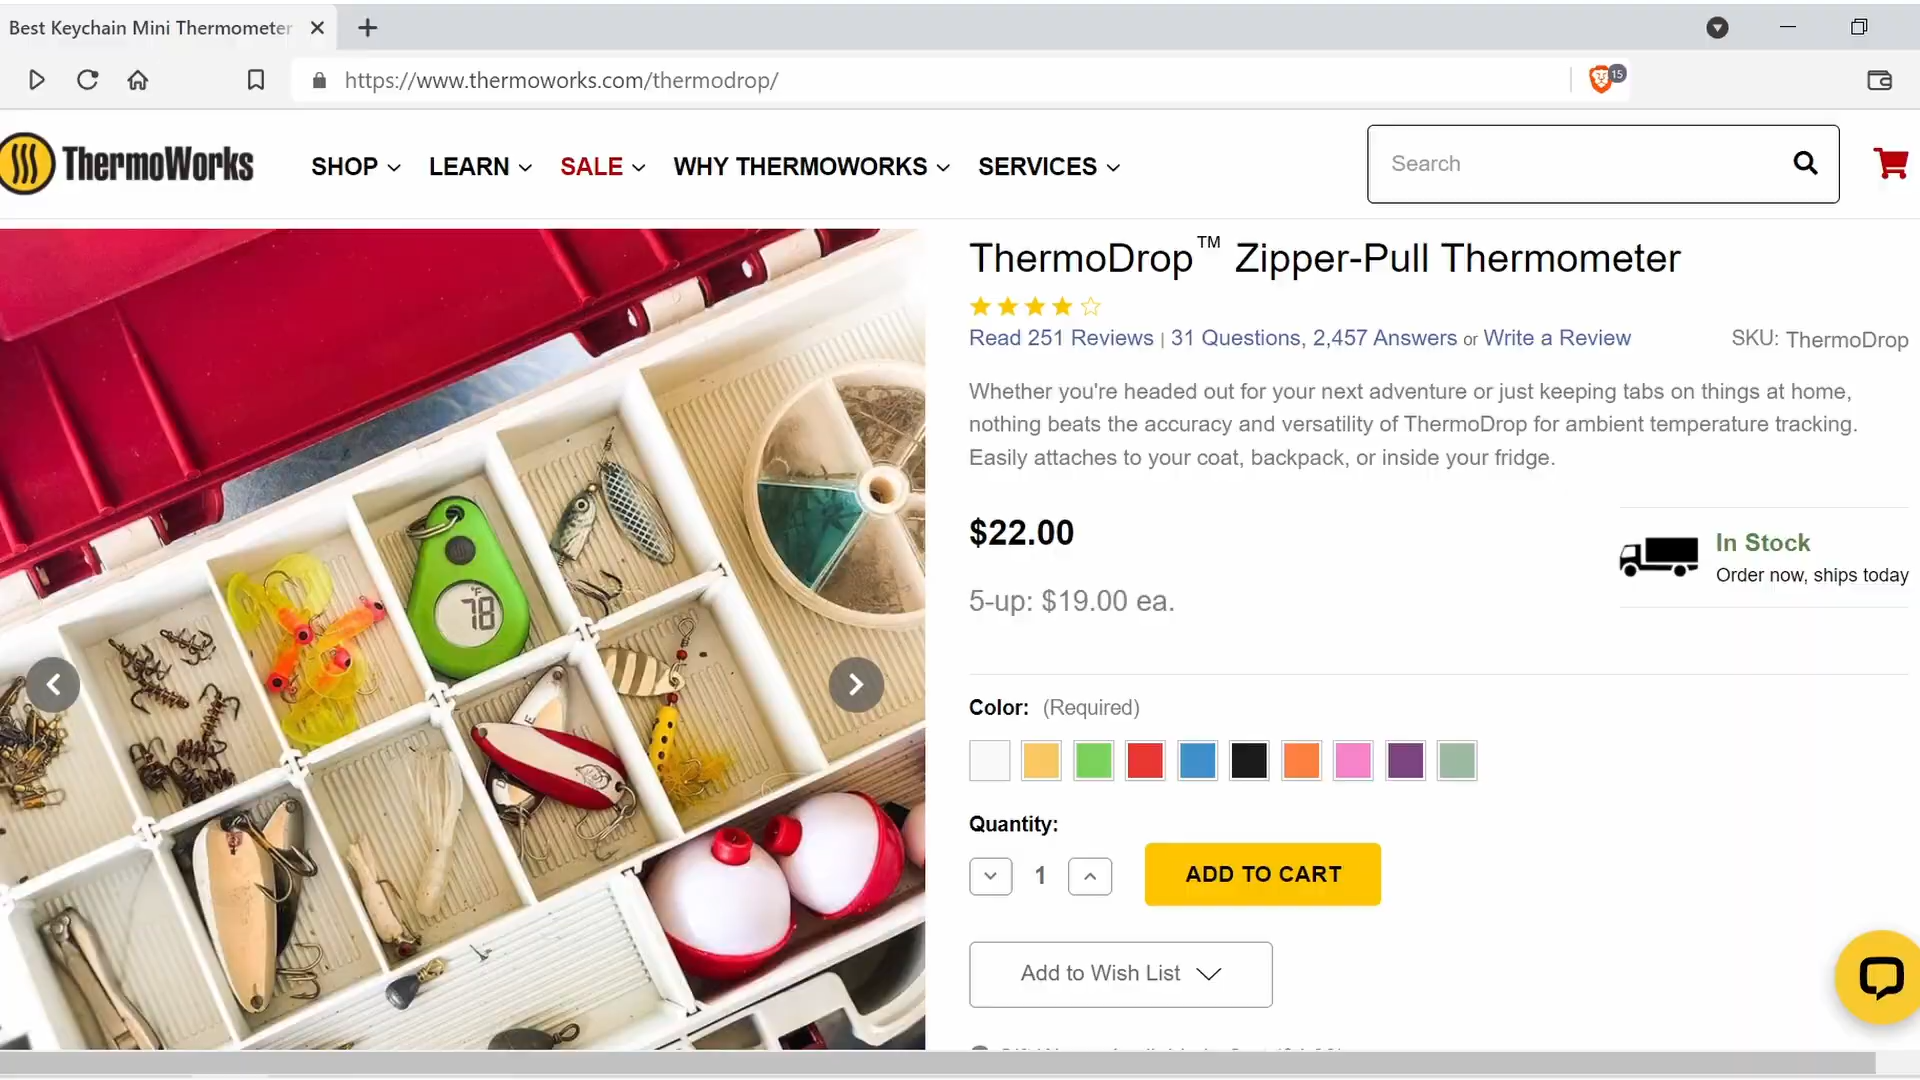 Best Keychain Mini Thermometer
https://www.thermoworks.com/thermodrop/
15
ThermoWorks
SHOP
LEARN
SALE
WHY THERMOWORKS
SERVICES
Search
ThermoDrop™ Zipper-Pull Thermometer
Read 251 Reviews | 31 Questions, 2,457 Answers or Write a Review
SKU: ThermoDrop
Whether you're headed out for your next adventure or just keeping tabs on things at home,
nothing beats the accuracy and versatility of ThermoDrop for ambient temperature tracking.
Easily attaches to your coat, backpack, or inside your fridge.
$22.00
In Stock
Order now, ships today
5-up: $19.00 ea.
°F
78
Color: (Required)
Quantity:
1
ADD TO CART
Add to Wish List